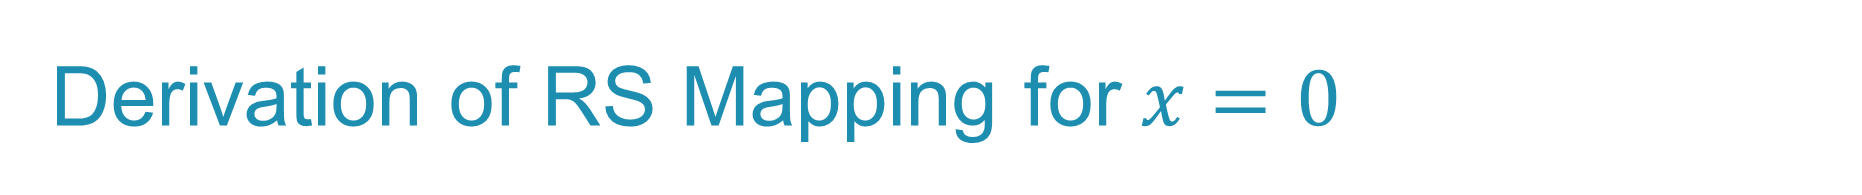 Derivation of RS Mapping for x = 0